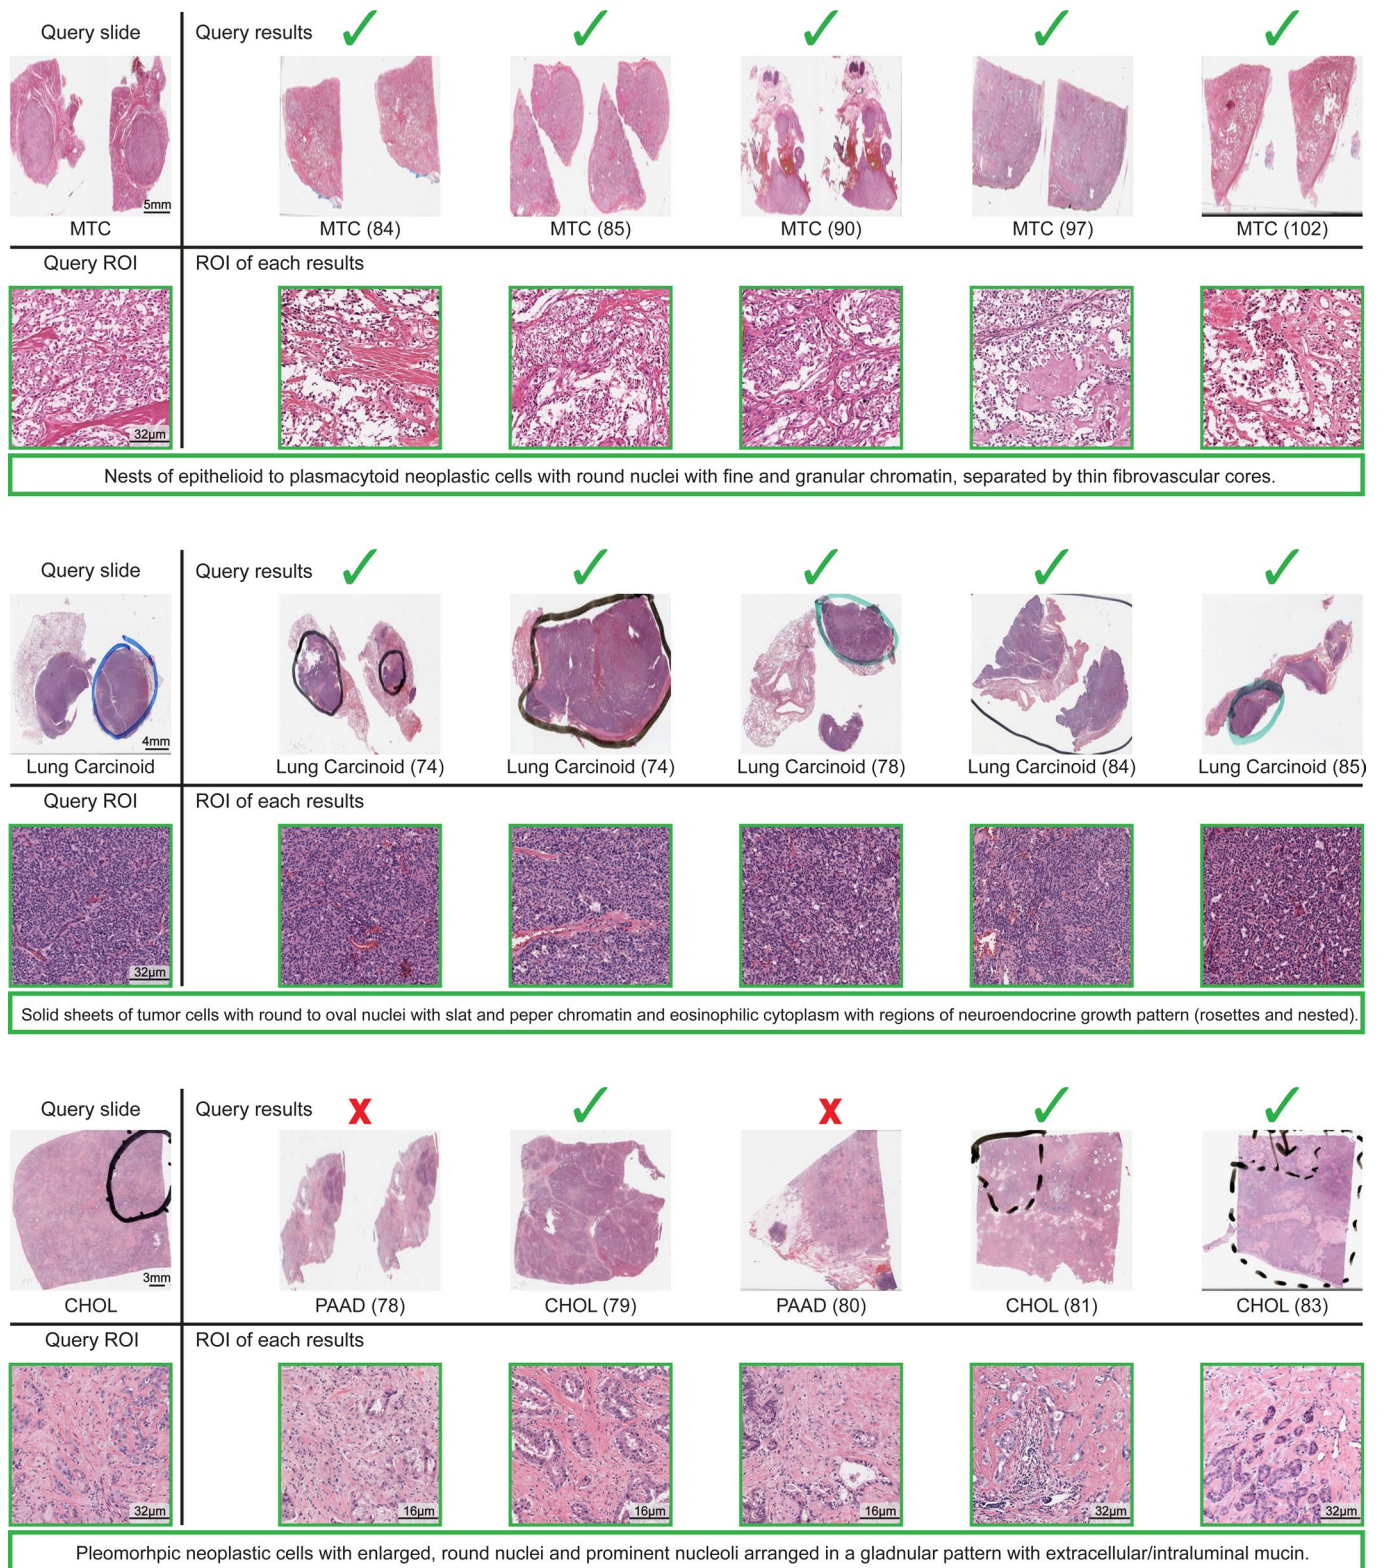 Query slide
Query results ✓ ✓ ✓ ✓ ✓
5mm
MTC
MTC (84)
MTC (85)
MTC (90)
MTC (97)
MTC (102)
Query ROI
ROI of each results
32µm
Nests of epithelioid to plasmacytoid neoplastic cells with round nuclei with fine and granular chromatin, separated by thin fibrovascular cores.
Query slide
Query results ✓ ✓ ✓ ✓ ✓
4mm
Lung Carcinoid
Lung Carcinoid (74)
Lung Carcinoid (74)
Lung Carcinoid (78)
Lung Carcinoid (84)
Lung Carcinoid (85)
Query ROI
ROI of each results
32µm
Solid sheets of tumor cells with round to oval nuclei with slat and peper chromatin and eosinophilic cytoplasm with regions of neuroendocrine growth pattern (rosettes and nested).
Query slide
Query results X ✓ X ✓ ✓
3mm
CHOL
PAAD (78)
CHOL (79)
PAAD (80)
CHOL (81)
CHOL (83)
Query ROI
ROI of each results
32µm
16µm
16µm
32µm
32µm
Pleomorhpic neoplastic cells with enlarged, round nuclei and prominent nucleoli arranged in a gladnular pattern with extracellular/intraluminal mucin.